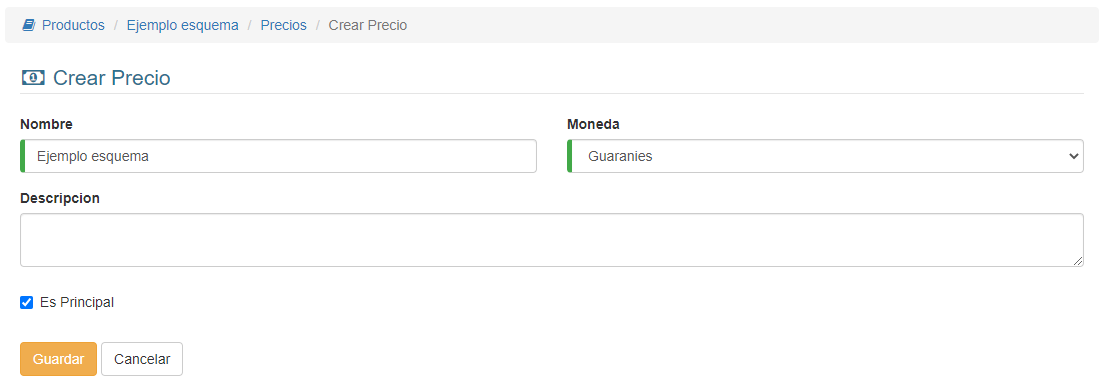 Productos / Ejemplo esquema / Precios / Crear Precio
Crear Precio
Nombre
Moneda
Ejemplo esquema
Guaranies
Descripcion
Es Principal
Guardar
Cancelar